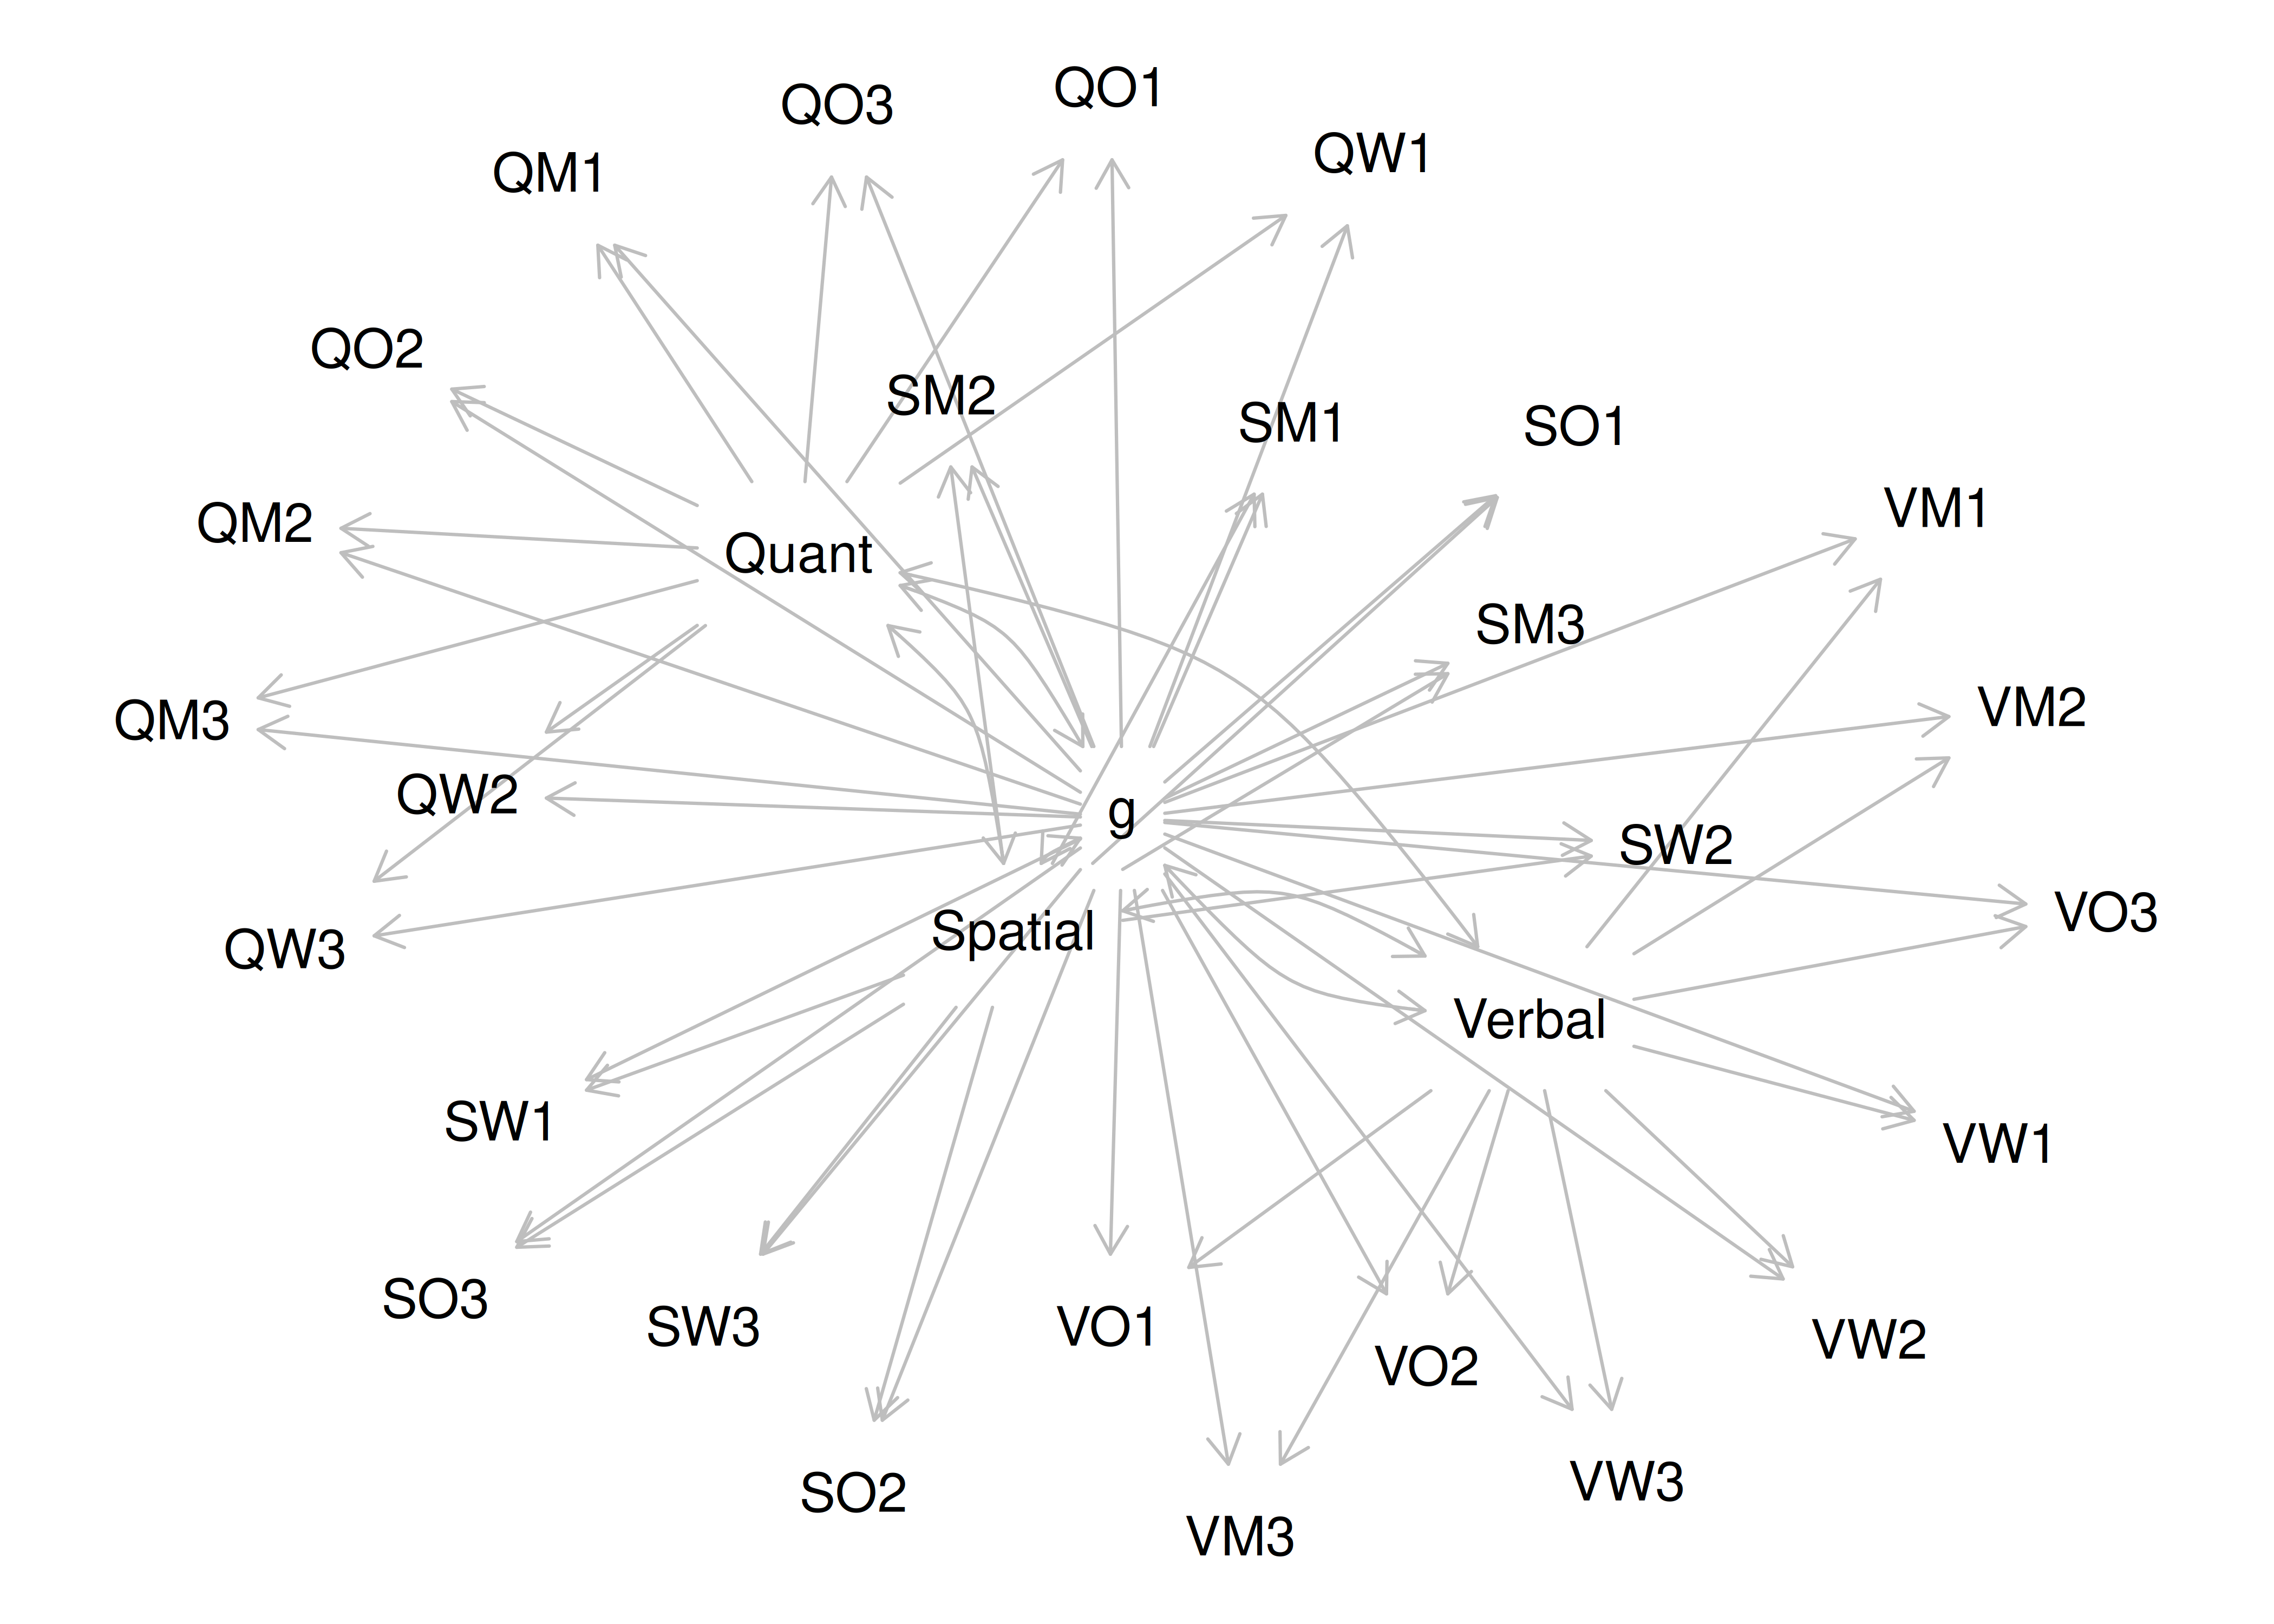 QO1
QO3
QW1
QM1
QO2
SM2
SM1
SO1
VM1
QM2
Quant
SM3
VM2
QM3
QW2
g
SW2
VO3
Spatial
QW3
Verbal
SW1
VW1
SO3
SW3
VO1
VW2
VO2
VW3
SO2
VM3